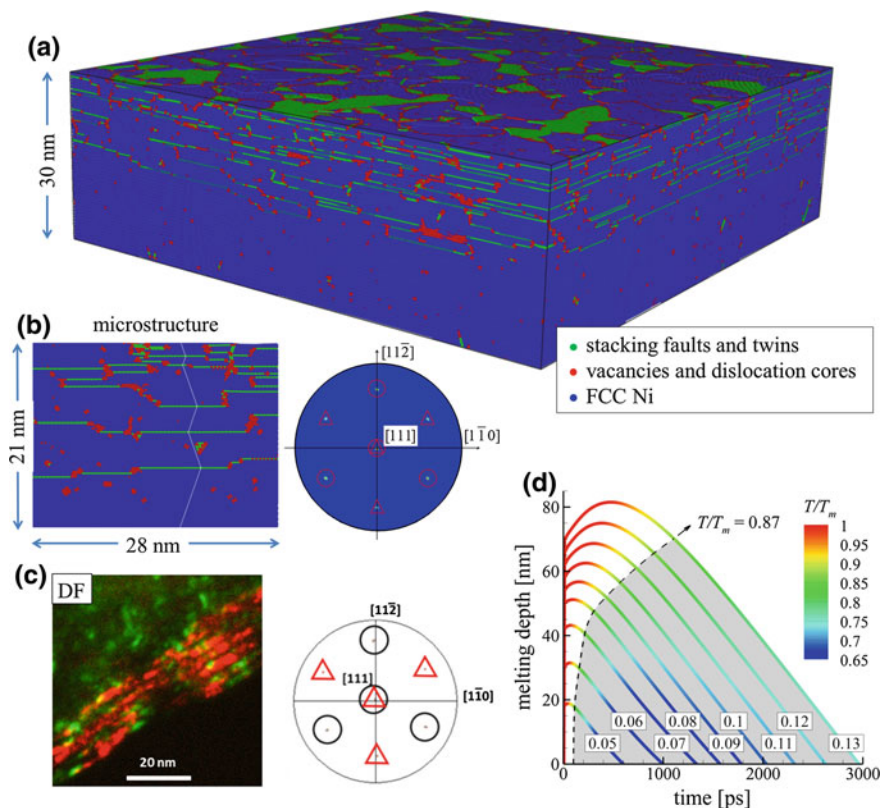 (a)
30 nm
(b)
microstructure
21 nm
28 nm
[112̄]
[111]
[11̄0]
stacking faults and twins
vacancies and dislocation cores
FCC Ni
(c)
DF
20 nm
[112̄]
[111]
[11̄0]
(d)
T/Tm = 0.87
T/Tm
1
0.95
0.9
0.85
0.8
0.75
0.7
0.65
melting depth [nm]
80
60
40
20
0
0.05
0.06
0.07
0.08
0.09
0.1
0.11
0.12
0.13
0
1000
2000
3000
time [ps]